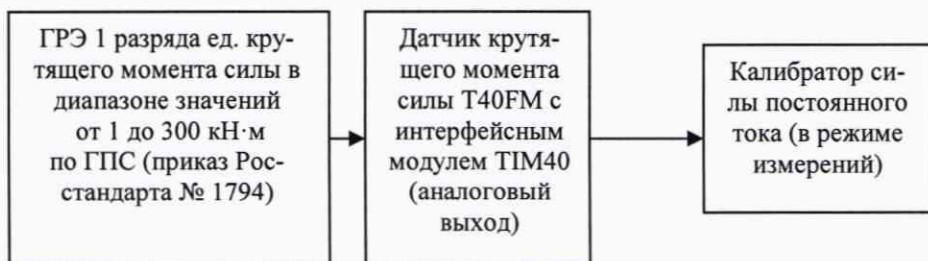 ГРЭ 1 разряда ед. кру-
тящего момента силы в
диапазоне значений
от 1 до 300 кН·м
по ГПС (приказ Рос-
стандарта № 1794)
Датчик крутя-
щего момента
силы T40FM с
интерфейсным
модулем TIM40
(аналоговый
выход)
Калибратор си-
лы постоянного
тока (в режиме
измерений)